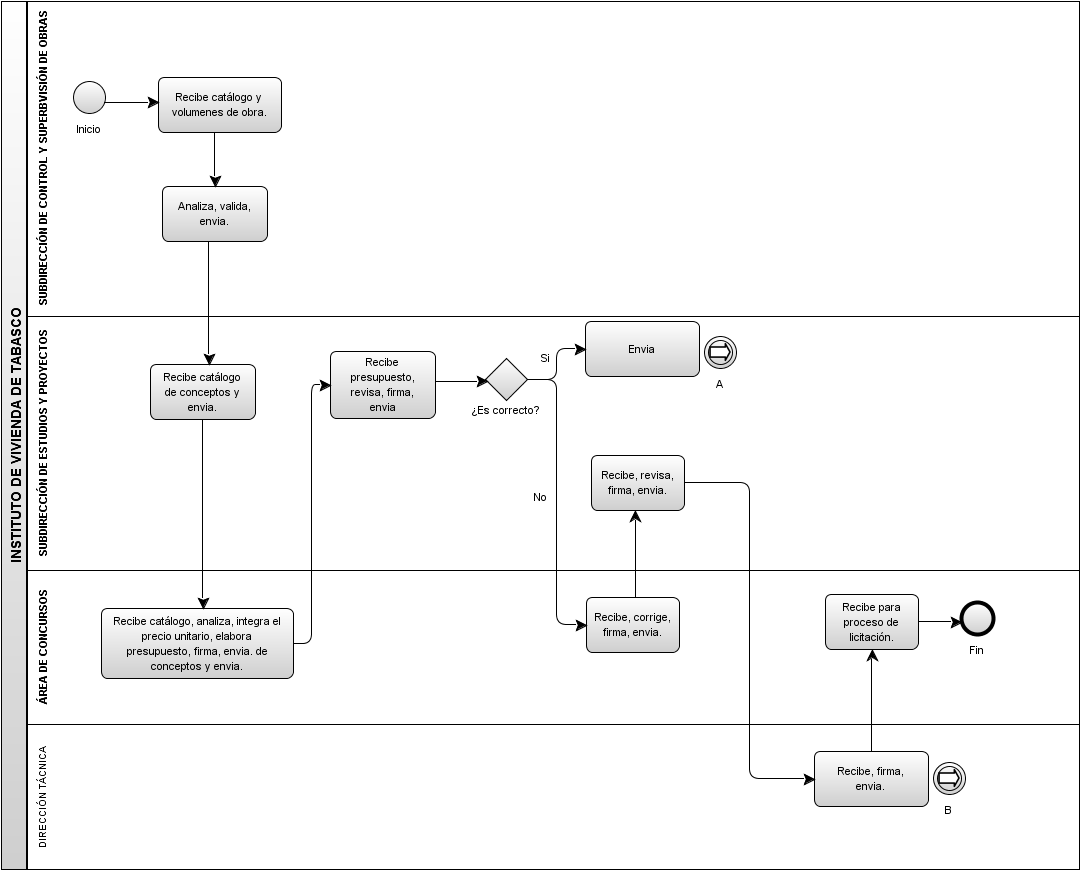 INSTITUTO DE VIVIENDA DE TABASCO
SUBDIRECCIÓN DE CONTROL Y SUPERBVISIÓN DE OBRAS
Inicio
Recibe catálogo y
volumenes de obra.
Analiza, valida,
envia.
SUBDIRECCIÓN DE ESTUDIOS Y PROYECTOS
Recibe catálogo
de conceptos y
envia.
Recibe
presupuesto,
revisa, firma,
envia
¿Es correcto?
Si
No
Envia
A
Recibe, revisa,
firma, envia.
ÁREA DE CONCURSOS
Recibe catálogo, analiza, integra el
precio unitario, elabora
presupuesto, firma, envia. de
conceptos y envia.
Recibe, corrige,
firma, envia.
Recibe para
proceso de
licitación.
Fin
DIRECCIÓN TÁCNICA
Recibe, firma,
envia.
B